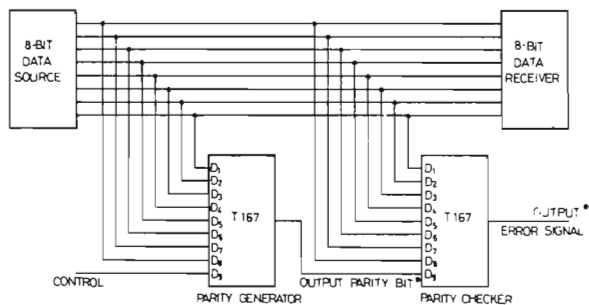 8-BIT
DATA
SOURCE
8-BIT
DATA
RECEIVER
D1
D2
D3
D4
D5
D6
D7
D8
D9
T 167
D1
D2
D3
D4
D5
D6
D7
D8
D9
T 167
OUTPUT *
ERROR SIGNAL
CONTROL
OUTPUT PARITY BIT *
PARITY GENERATOR
PARITY CHECKER